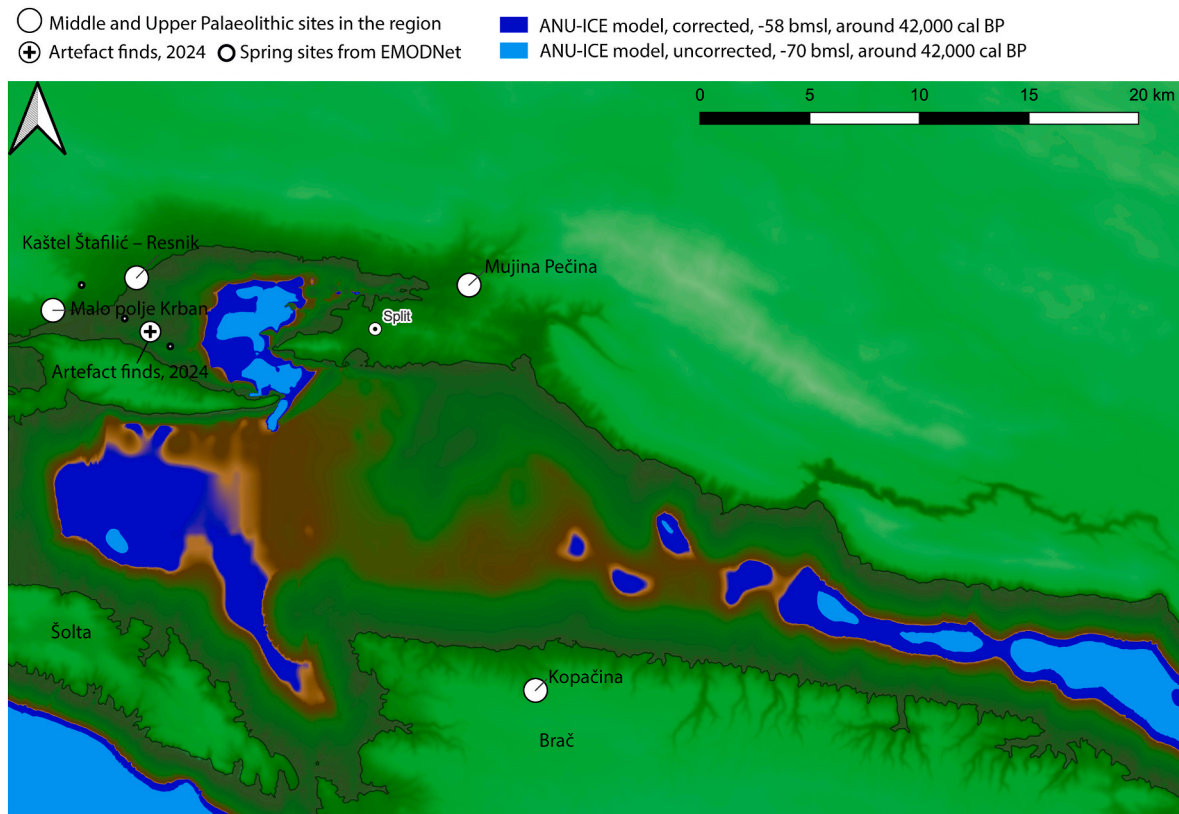 Middle and Upper Palaeolithic sites in the region
Artefact finds, 2024 Spring sites from EMODNet
ANU-ICE model, corrected, -58 bmsl, around 42,000 cal BP
ANU-ICE model, uncorrected, -70 bmsl, around 42,000 cal BP
0 5 10 15 20 km
Kaštel Štafilić – Resnik
Mujina Pečina
Malo polje Krban
Split
Artefact finds, 2024
Šolta
Kopačina
Brač